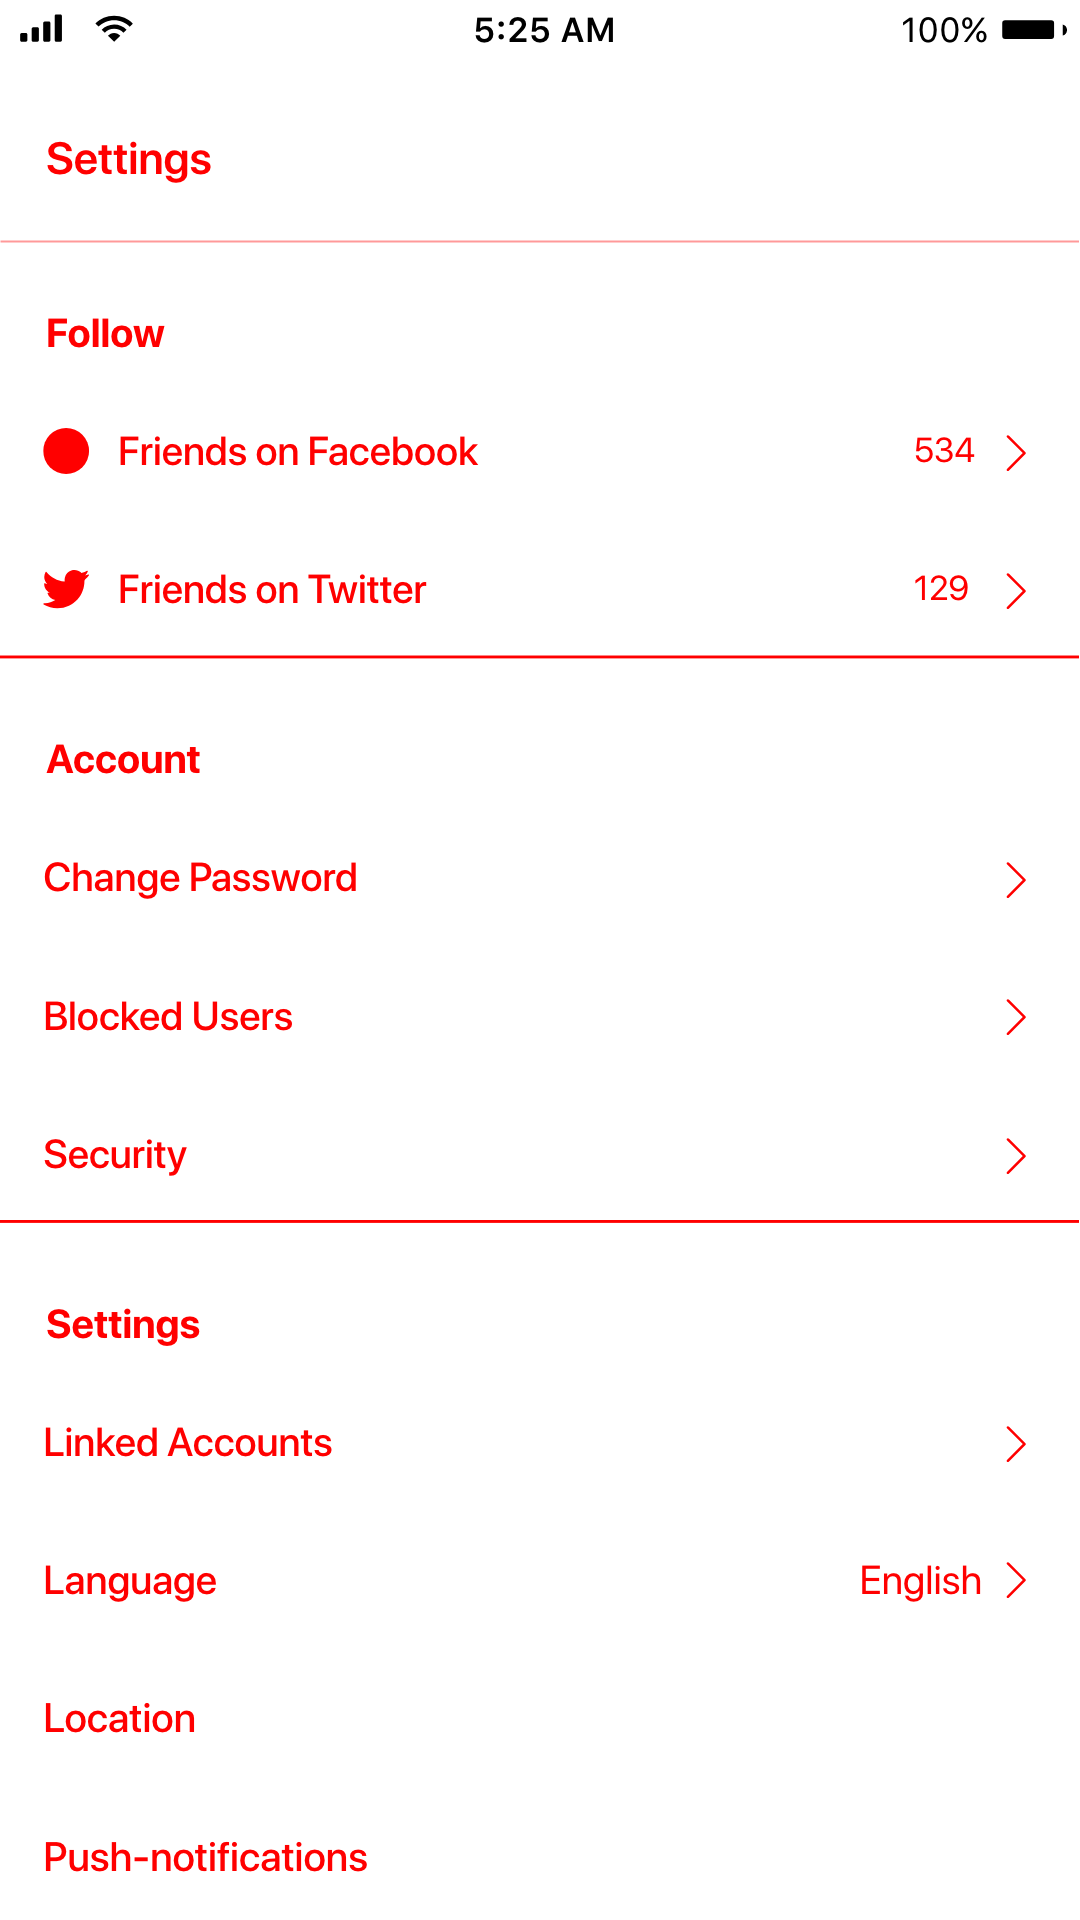 5:25 AM 100%
Settings
Follow
Friends on Facebook 534
Friends on Twitter 129
Account
Change Password
Blocked Users
Security
Settings
Linked Accounts
Language English
Location
Push-notifications